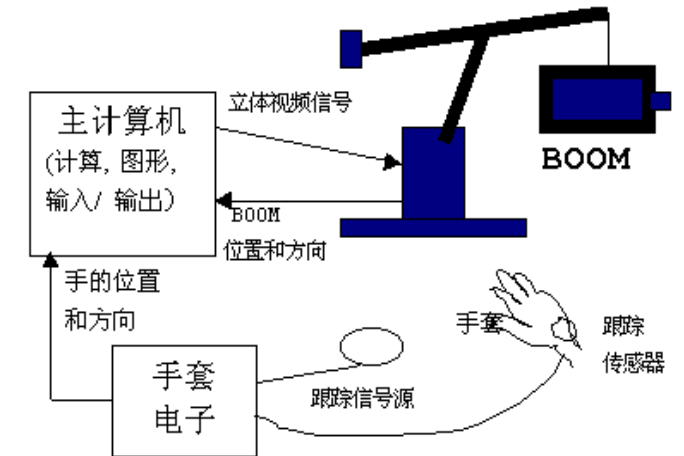 主计算机
(计算, 图形,
输入/ 输出)
立体视频信号
BOOM
位置和方向
BOOM
手的位置
和方向
手套
电子
跟踪信号源
手套
跟踪
传感器